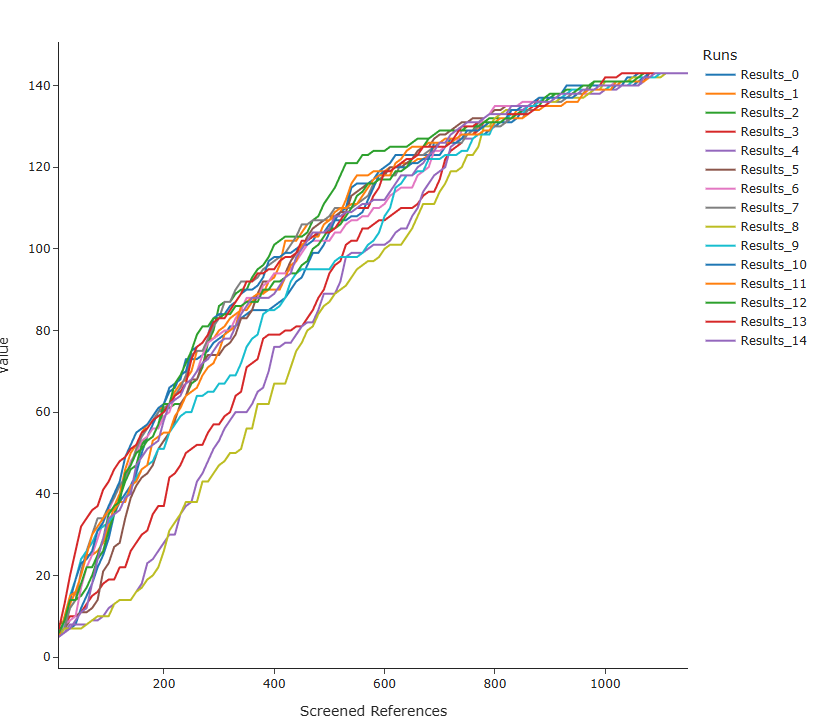 Runs
Results_0
Results_1
Results_2
Results_3
Results_4
Results_5
Results_6
Results_7
Results_8
Results_9
Results_10
Results_11
Results_12
Results_13
Results_14
140
120
100
80
60
40
20
0
200 400 600 800 1000
Screened References